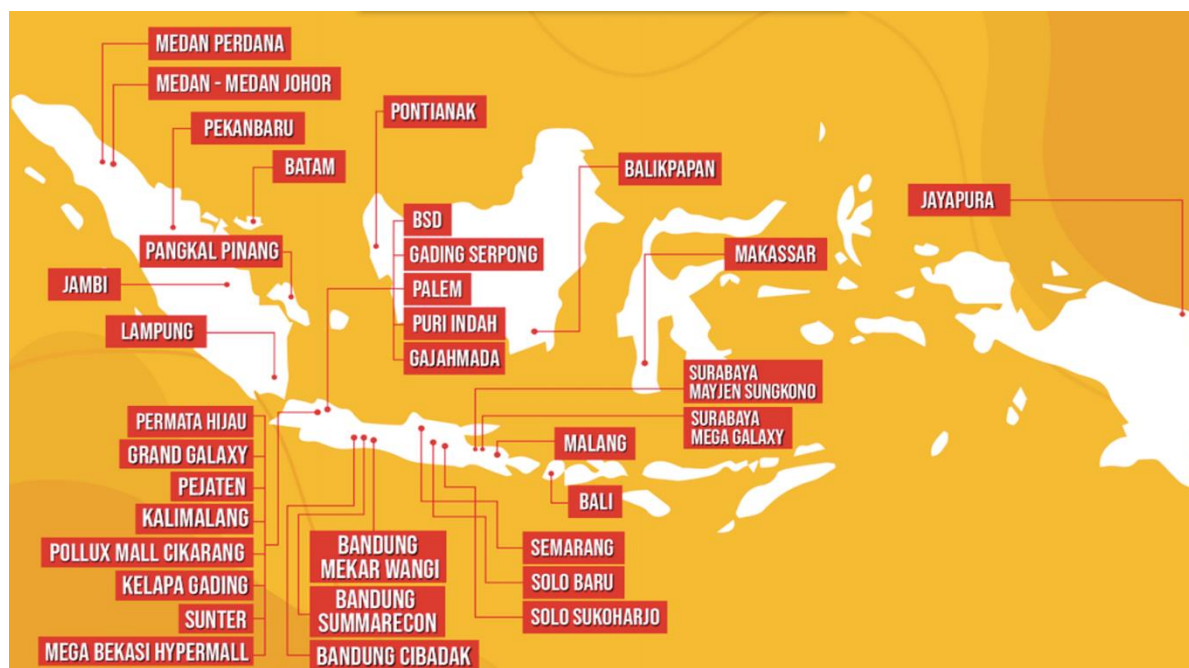 MEDAN PERDANA
MEDAN - MEDAN JOHOR
PEKANBARU
BATAM
PANGKAL PINANG
JAMBI
LAMPUNG
PONTIANAK
BSD
GADING SERPONG
PALEM
PURI INDAH
GAJAHMADA
BALIKPAPAN
MAKASSAR
JAYAPURA
SURABAYA
MAYJEN SUNGKONO
SURABAYA
MEGA GALAXY
MALANG
BALI
PERMATA HIJAU
GRAND GALAXY
PEJATEN
KALIMALANG
POLLUX MALL CIKARANG
KELAPA GADING
SUNTER
MEGA BEKASI HYPERMALL
BANDUNG
MEKAR WANGI
BANDUNG
SUMMARECON
BANDUNG CIBADAK
SEMARANG
SOLO BARU
SOLO SUKOHARJO